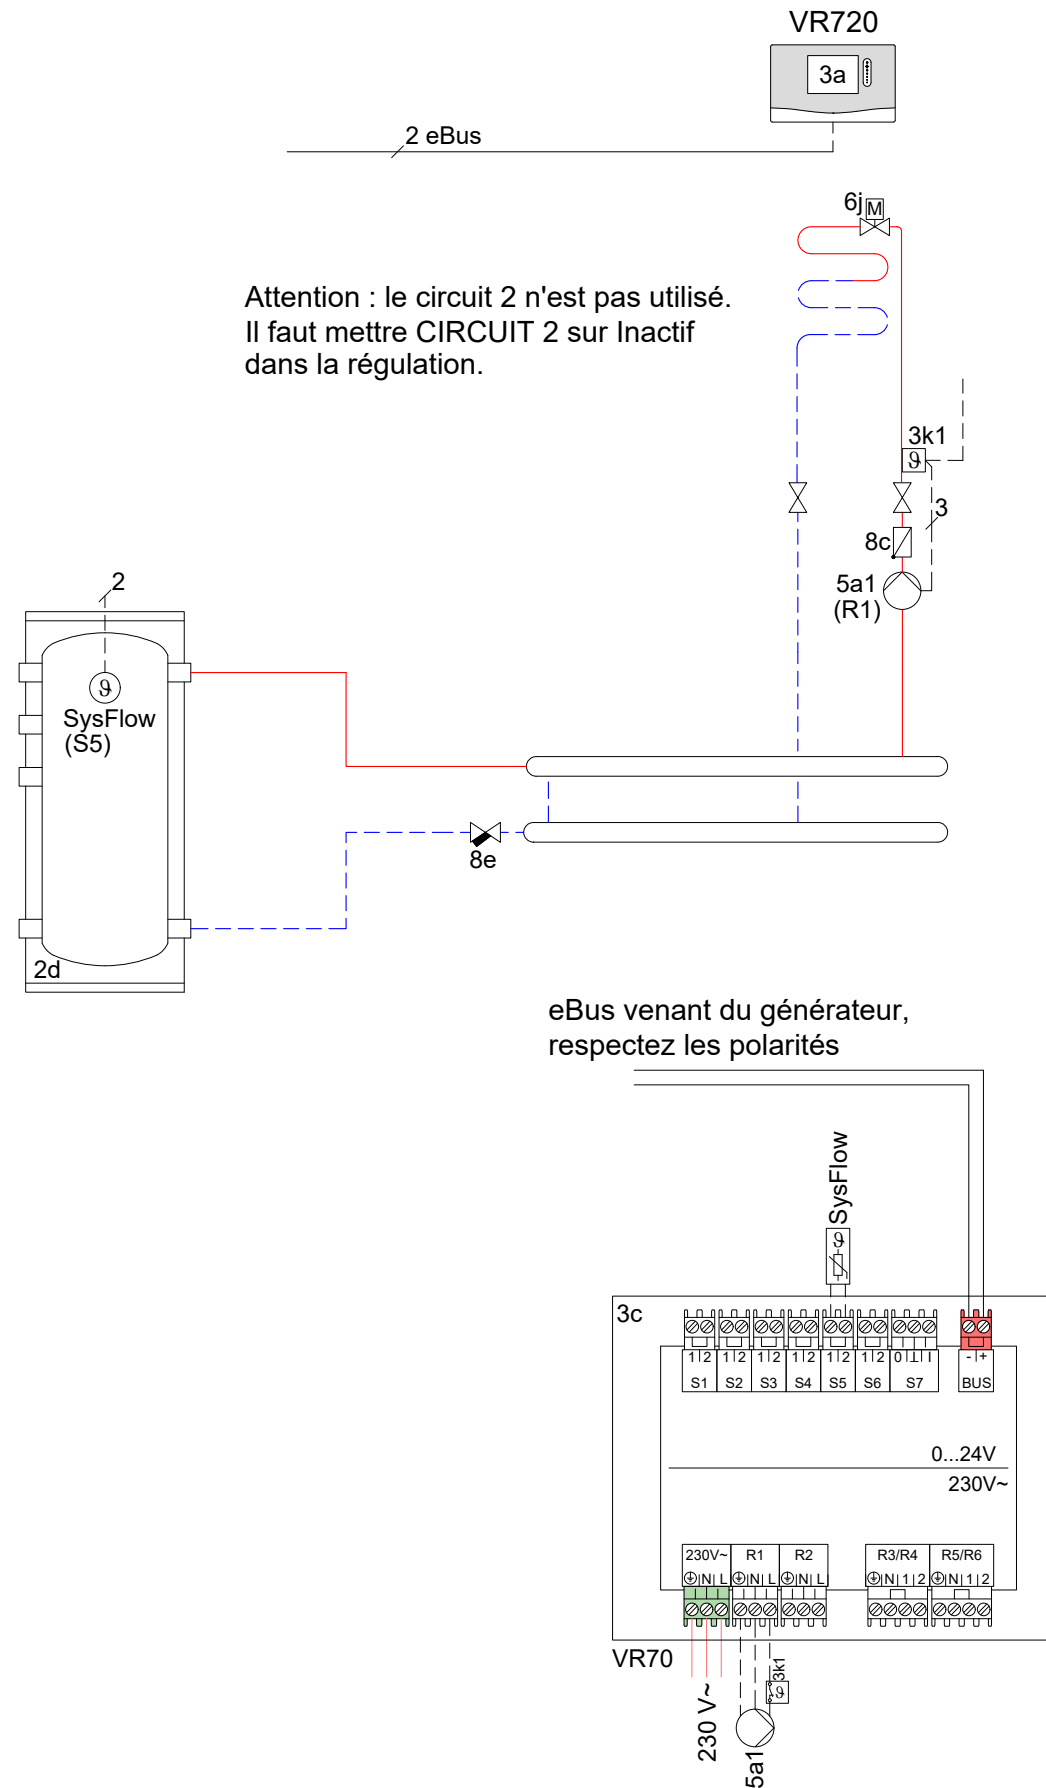 VR720
3a
2 eBus
6j
M
Attention : le circuit 2 n'est pas utilisé.
Il faut mettre CIRCUIT 2 sur Inactif
dans la régulation.
3k1
ϑ
3
8c
5a1
(R1)
2
ϑ
SysFlow
(S5)
8e
2d
eBus venant du générateur,
respectez les polarités
SysFlow
ϑ
3c
1|2 1|2 1|2 1|2 1|2 1|2 0|⊥|I -|+
S1 S2 S3 S4 S5 S6 S7 BUS
0...24V
230V~
230V~ R1 R2 R3/R4 R5/R6
⏚|N|L ⏚|N|L ⏚|N|L ⏚|N|1|2 ⏚|N|1|2
VR70
3k1
ϑ
230 V~
5a1